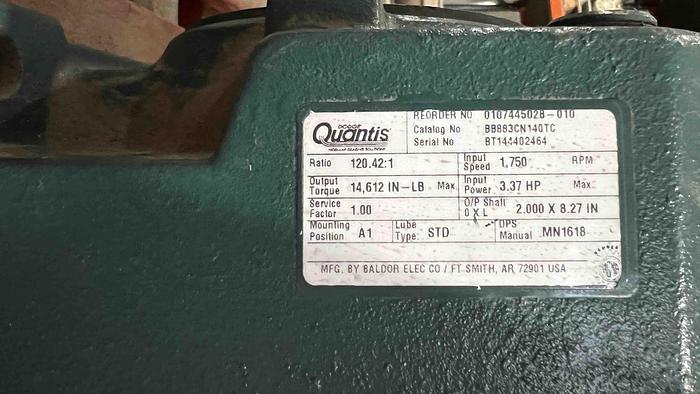 REORDER NO 010744502B-010
DODGE
Quantis
Catalog No BB883CN140TC
Serial No BT144402464
Ratio 120.42:1 Input Speed 1,750 RPM
Output Torque 14,612 IN-LB Max. Input Power 3.37 HP Max.
Service Factor 1.00 O/P Shaft 2.000 X 8.27 IN
Mounting Position A1 Lube Type: STD OPS Manual MN1618
MFG. BY BALDOR ELEC CO / FT. SMITH, AR, 72901 USA